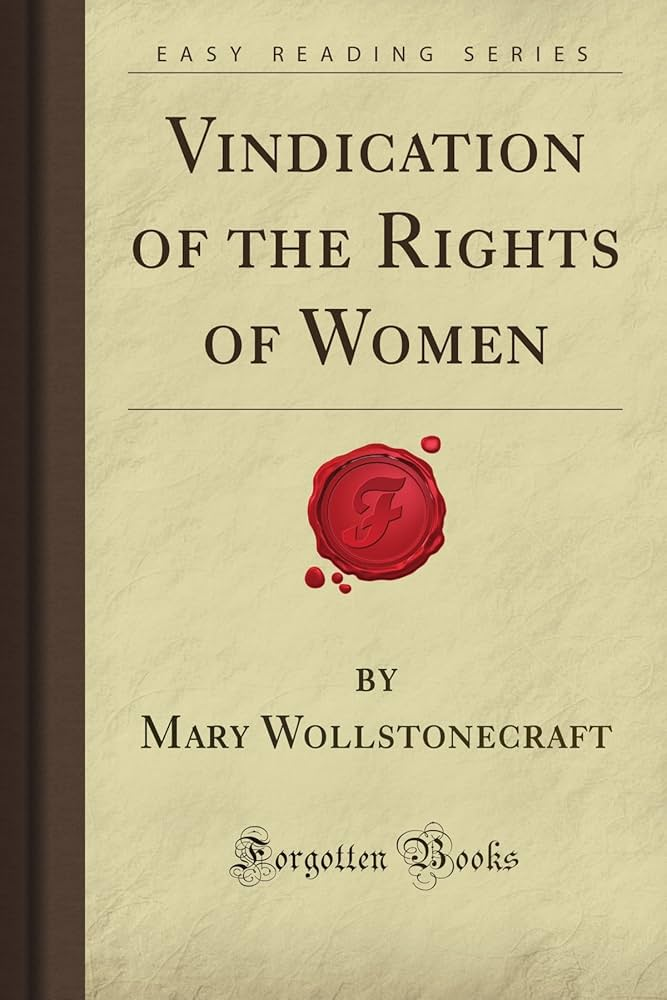 EASY READING SERIES
VINDICATION
OF THE RIGHTS
OF WOMEN
F
BY
MARY WOLLSTONECRAFT
Forgotten Books